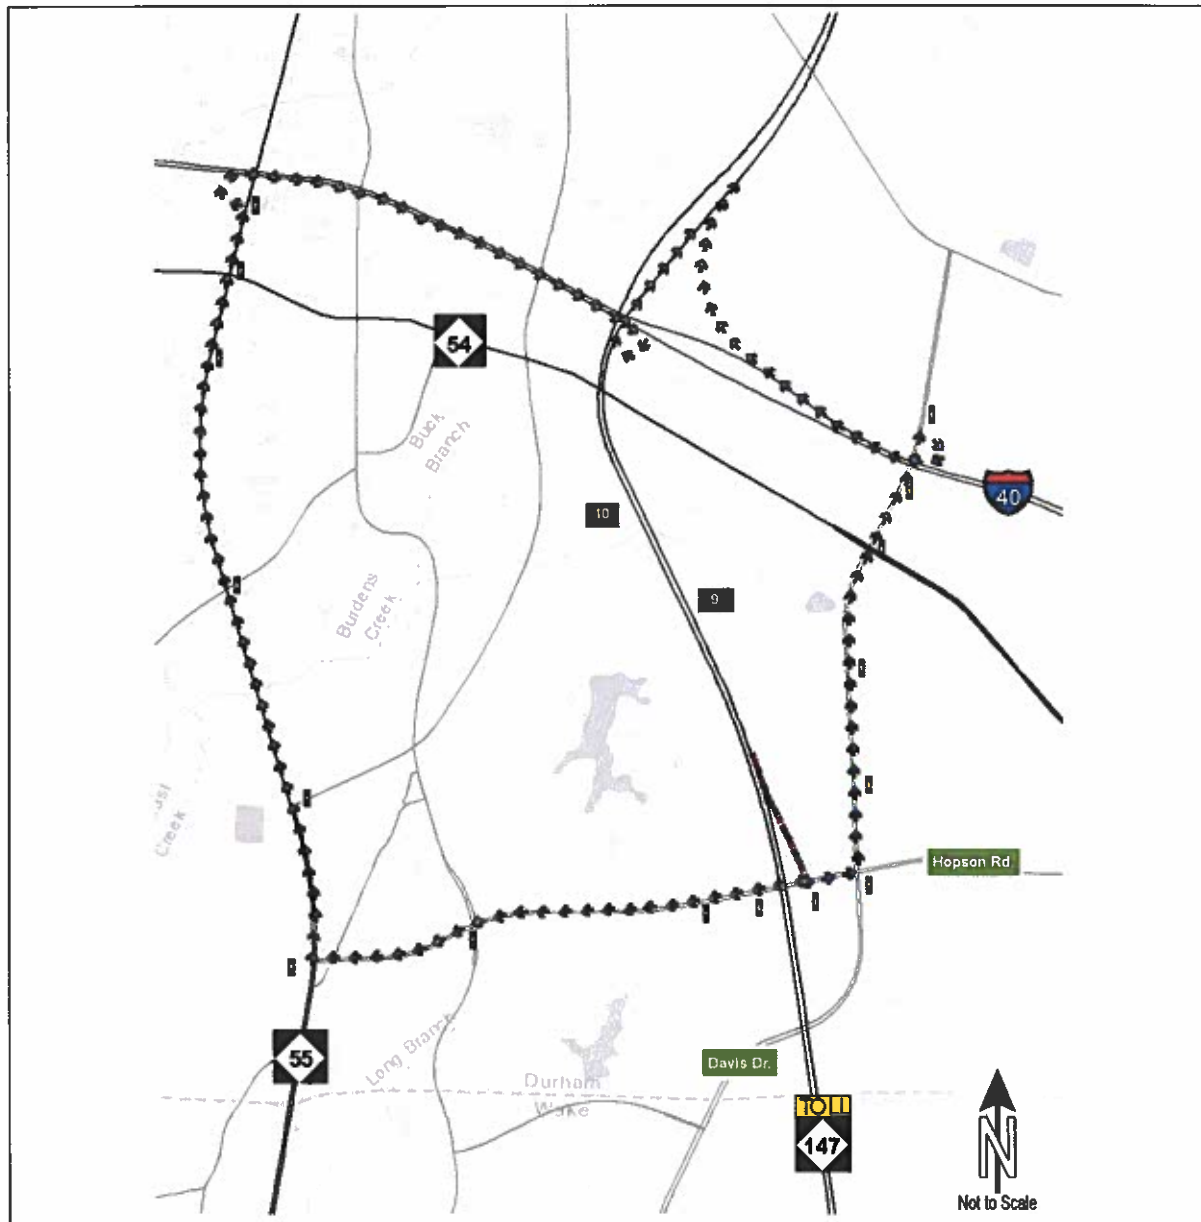 54
Buck
Branch
40
10
9
Burdens
Creek
Creek
Hopson Rd.
55
Long Branch
Davis Dr.
Durham
Wake
TOLL
147
N
Not to Scale